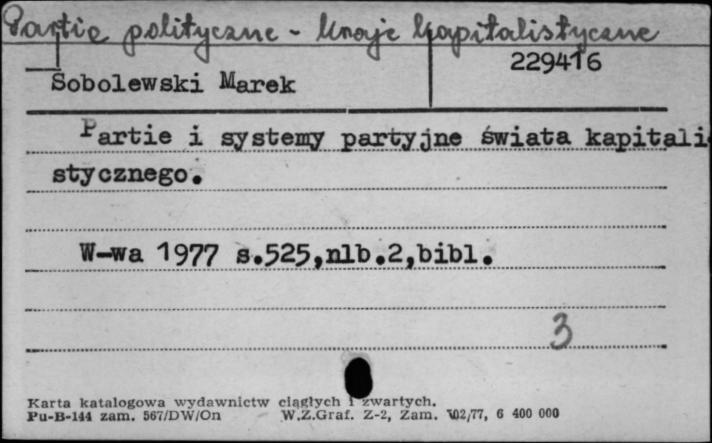 Partie polityczne - kraje kapitalistyczne
229416
Sobolewski Marek
Partie i systemy partyjne świata kapitali
stycznego.
W-wa 1977 s.525,nlb.2,bibl.
3
Karta katalogowa wydawnictw ciągłych i zwartych.
Pu-B-144 zam. 567/DW/On W.Z.Graf. Z-2, Zam. 102/77, 6 400 000